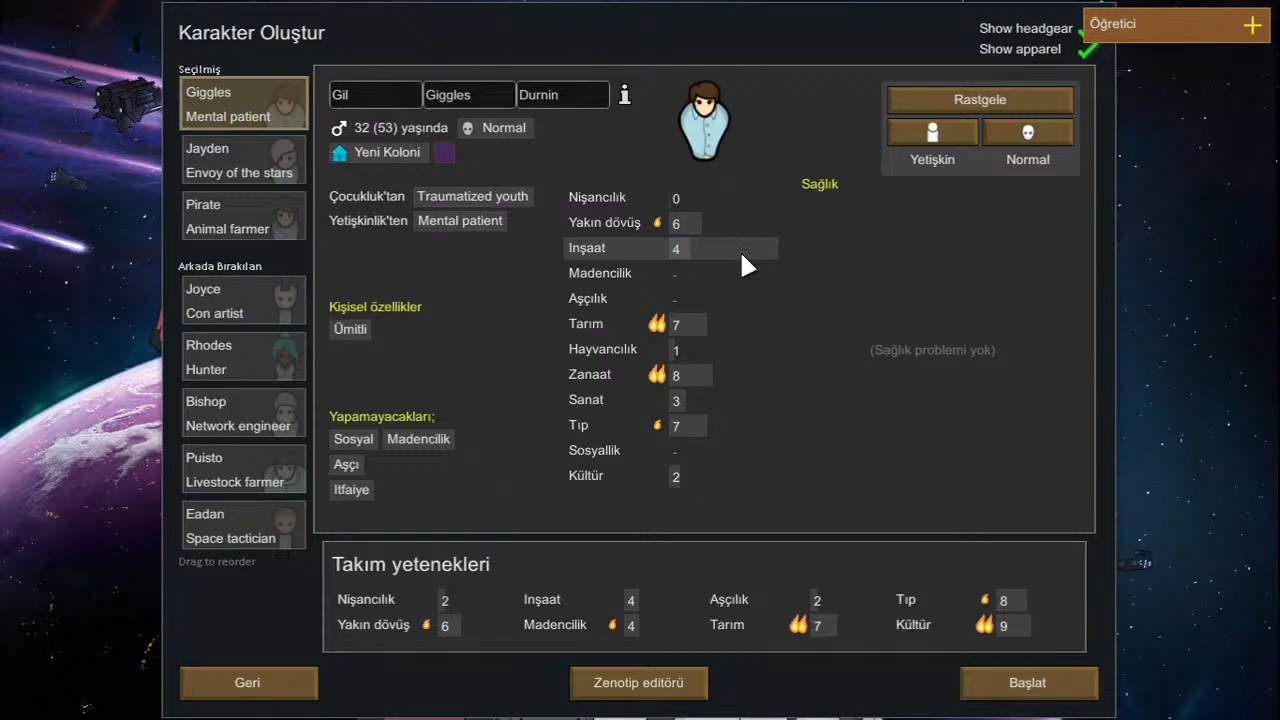 Karakter Oluştur
Show headgear
Show apparel
Öğretici
Seçilmiş
Giggles
Mental patient
Jayden
Envoy of the stars
Pirate
Animal farmer
Arkada Bırakılan
Joyce
Con artist
Rhodes
Hunter
Bishop
Network engineer
Puisto
Livestock farmer
Eadan
Space tactician
Drag to reorder
Gil
Giggles
Durnin
32 (53) yaşında
Normal
Yeni Koloni
Çocukluk'tan Traumatized youth
Yetişkinlik'ten Mental patient
Kişisel özellikler
Ümitli
Yapamayacakları;
Sosyal Madencilik
Aşçı
Itfaiye
Nişancılık 0
Yakın dövüş 6
Inşaat 4
Madencilik -
Aşçılık -
Tarım 7
Hayvancılık 1
Zanaat 8
Sanat 3
Tıp 7
Sosyallik -
Kültür 2
Rastgele
Yetişkin
Normal
Sağlık
(Sağlık problemi yok)
Takım yetenekleri
Nişancılık 2 Inşaat 4 Aşçılık 2 Tıp 8
Yakın dövüş 6 Madencilik 4 Tarım 7 Kültür 9
Geri
Zenotip editörü
Başlat